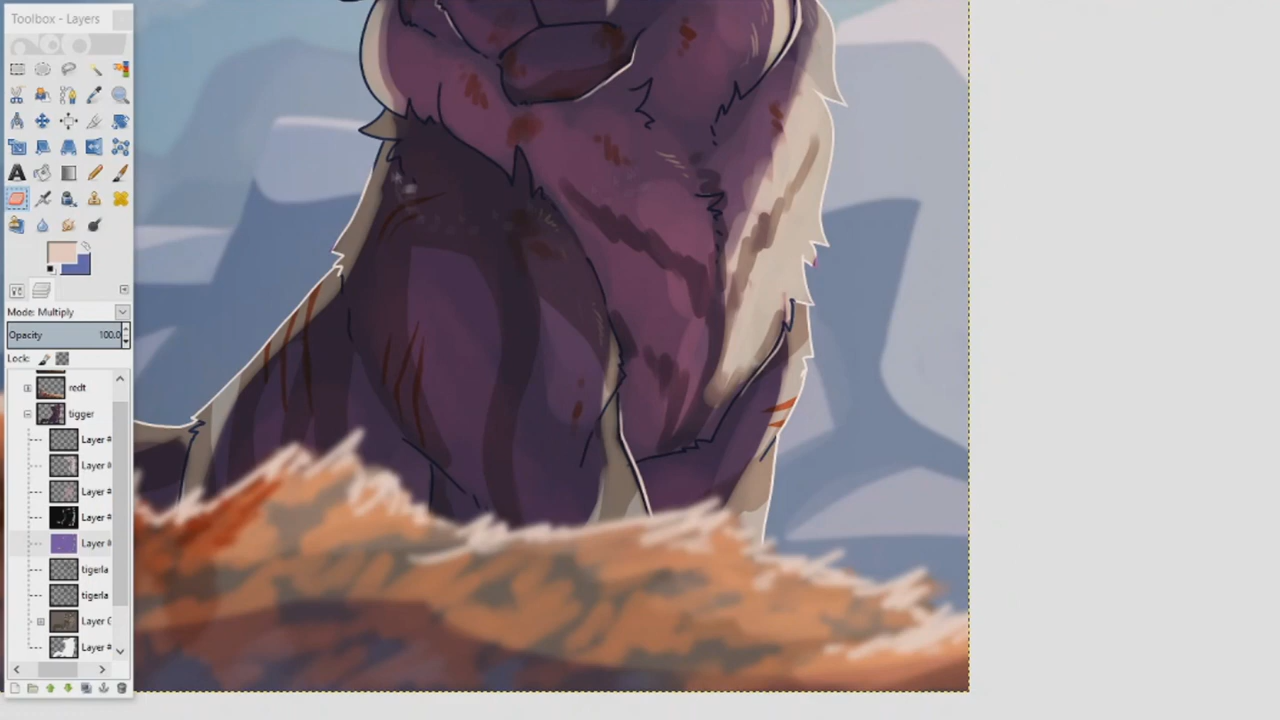 Toolbox - Layers
Mode: Multiply
Opacity 100.0
Lock:
redt
tigger
Layer #
Layer #
Layer #
Layer #
Layer #
tigerla
tigerla
Layer G
Layer #